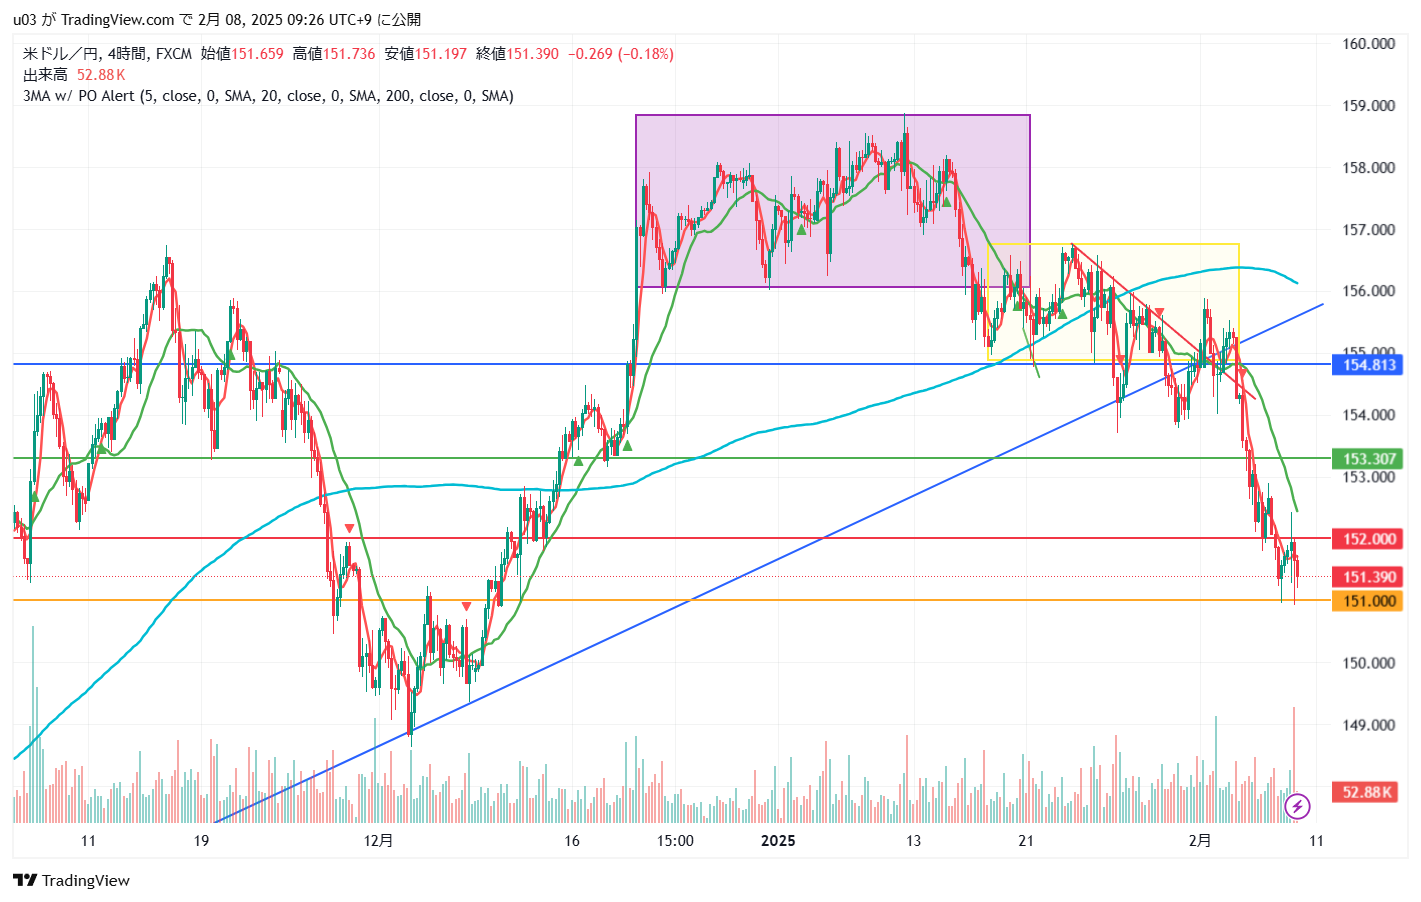 u03 が TradingView.com で 2月 08, 2025 09:26 UTC+9 に公開
米ドル／円, 4時間, FXCM 始値151.659 高値151.736 安値151.197 終値151.390 −0.269 (−0.18%)
出来高 52.88K
3MA w/ PO Alert (5, close, 0, SMA, 20, close, 0, SMA, 200, close, 0, SMA)
160.000
159.000
158.000
157.000
156.000
155.000
154.813
154.000
153.307
153.000
152.000
151.390
151.000
150.000
149.000
52.88K
11 19 12月 16 15:00 2025 13 21 2月 11
TradingView